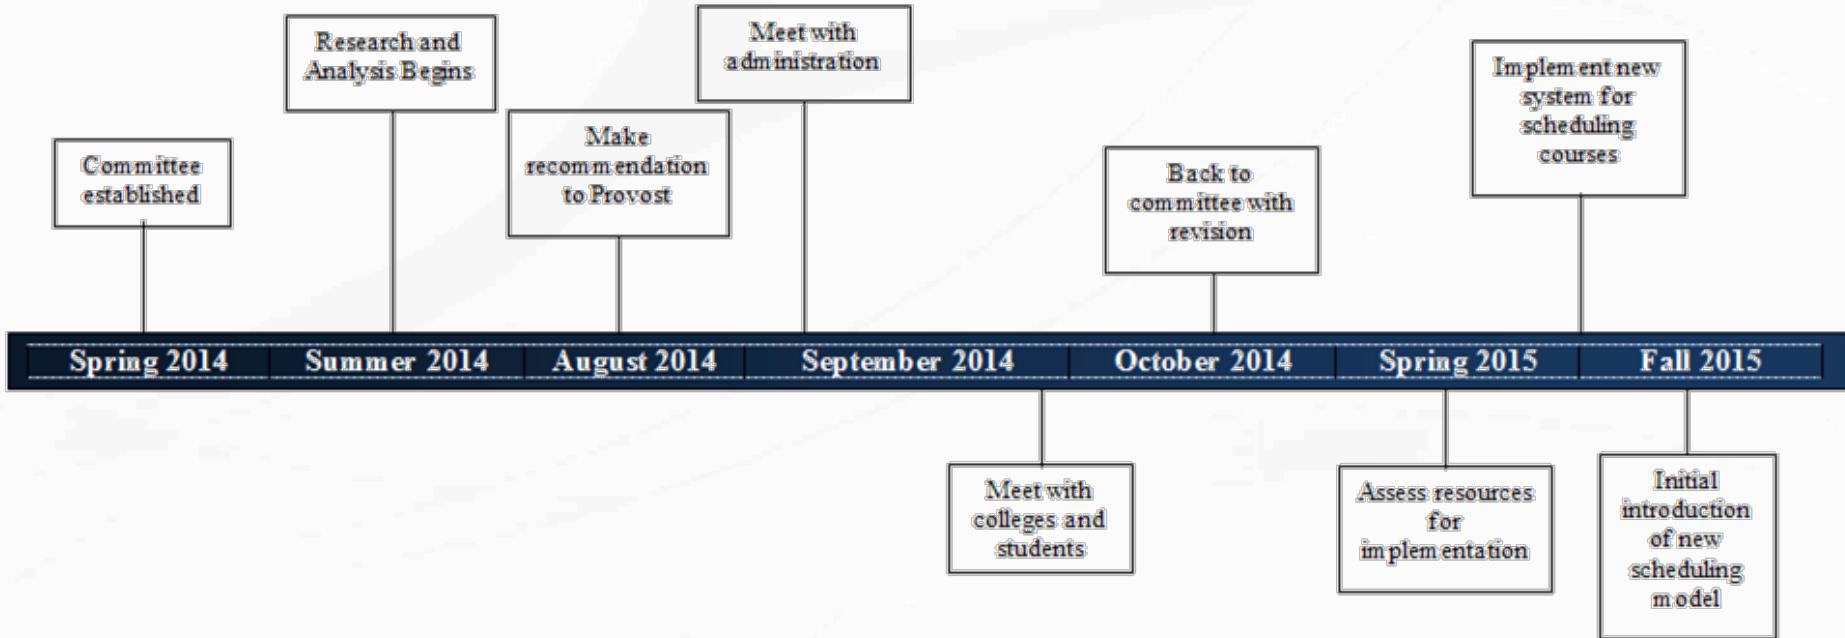 Meet with
administration
Research and
Analysis Begins
Implement new
system for
scheduling
courses
Make
recommendation
to Provost
Committee
established
Back to
committee with
revision
Spring 2014
Summer 2014
August 2014
September 2014
October 2014
Spring 2015
Fall 2015
Meet with
colleges and
students
Assess resources
for
implementation
Initial
introduction
of new
scheduling
model